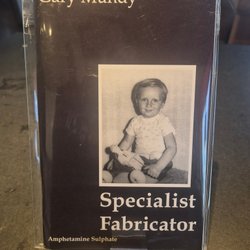 Gary Mundy
Specialist
Fabricator
Amphetamine Sulphate